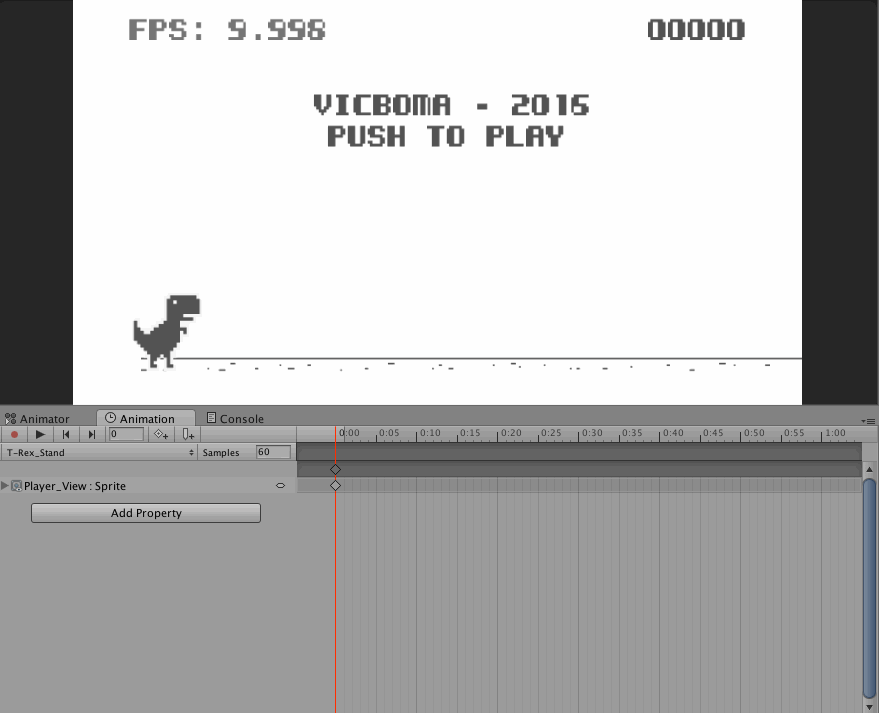 FPS: 9.998 00000
VICBOMA - 2015
PUSH TO PLAY
Animator Animation Console
0 0:00 0:05 0:10 0:15 0:20 0:25 0:30 0:35 0:40 0:45 0:50 0:55 1:00
T-Rex_Stand Samples 60
Player_View : Sprite
Add Property